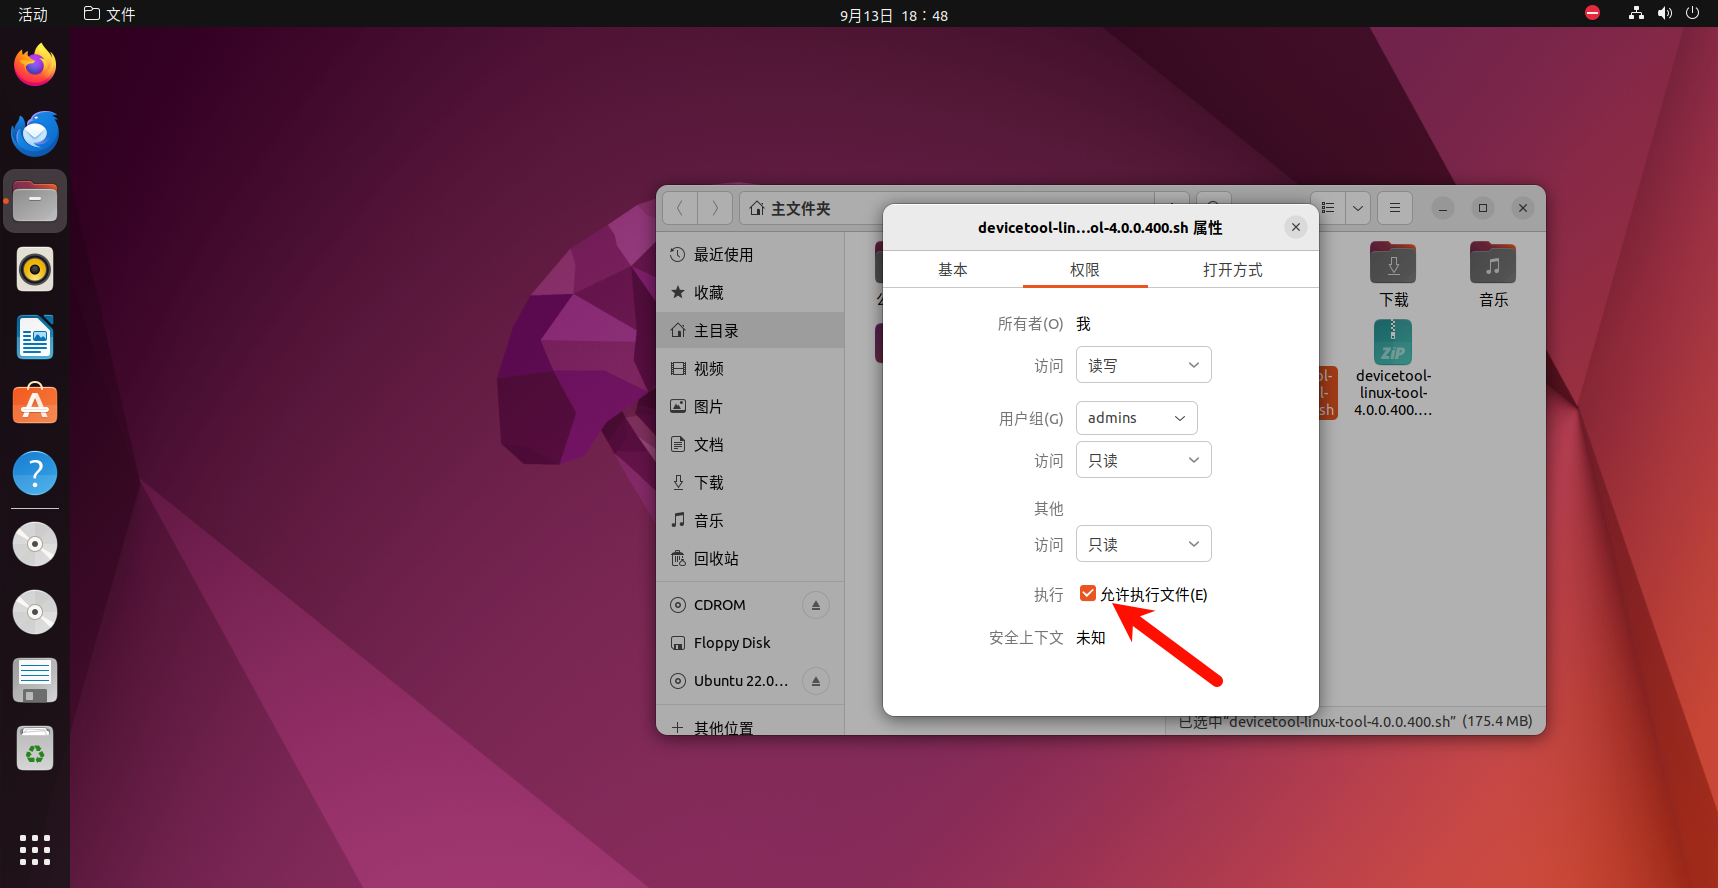 活动 文件 9月13日 18：48
主文件夹
最近使用
收藏
主目录
视频
图片
文档
下载
音乐
回收站
CDROM
Floppy Disk
Ubuntu 22.0...
其他位置
devicetool-lin...ol-4.0.0.400.sh 属性
基本 权限 打开方式
所有者(O) 我
访问 读写
用户组(G) admins
访问 只读
其他
访问 只读
执行 允许执行文件(E)
安全上下文 未知
下载
音乐
ZiP
devicetool-
linux-tool-
4.0.0.400....
ol-
l-
sh
已选中“devicetool-linux-tool-4.0.0.400.sh” (175.4 MB)